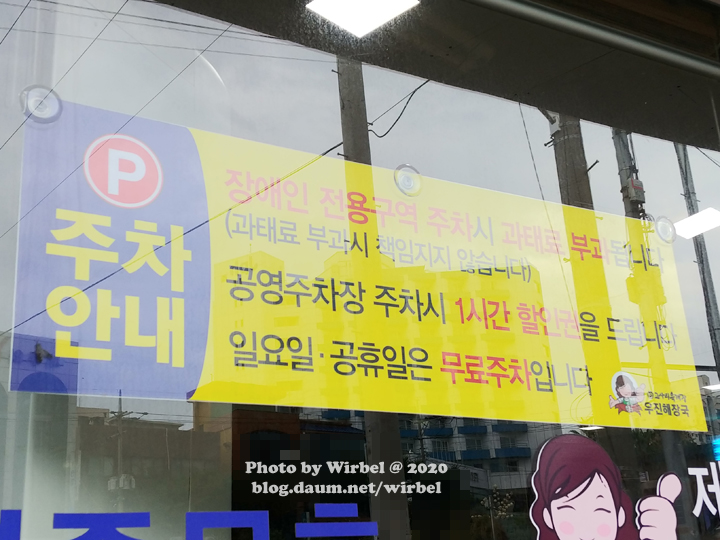 P
주차
안내
장애인 전용구역 주차시 과태료 부과됩니다
(과태료 부과시 책임지지 않습니다)
공영주차장 주차시 1시간 할인권을 드립니다
일요일·공휴일은 무료주차입니다
우진해장국
제
Photo by Wirbel @ 2020
blog.daum.net/wirbel